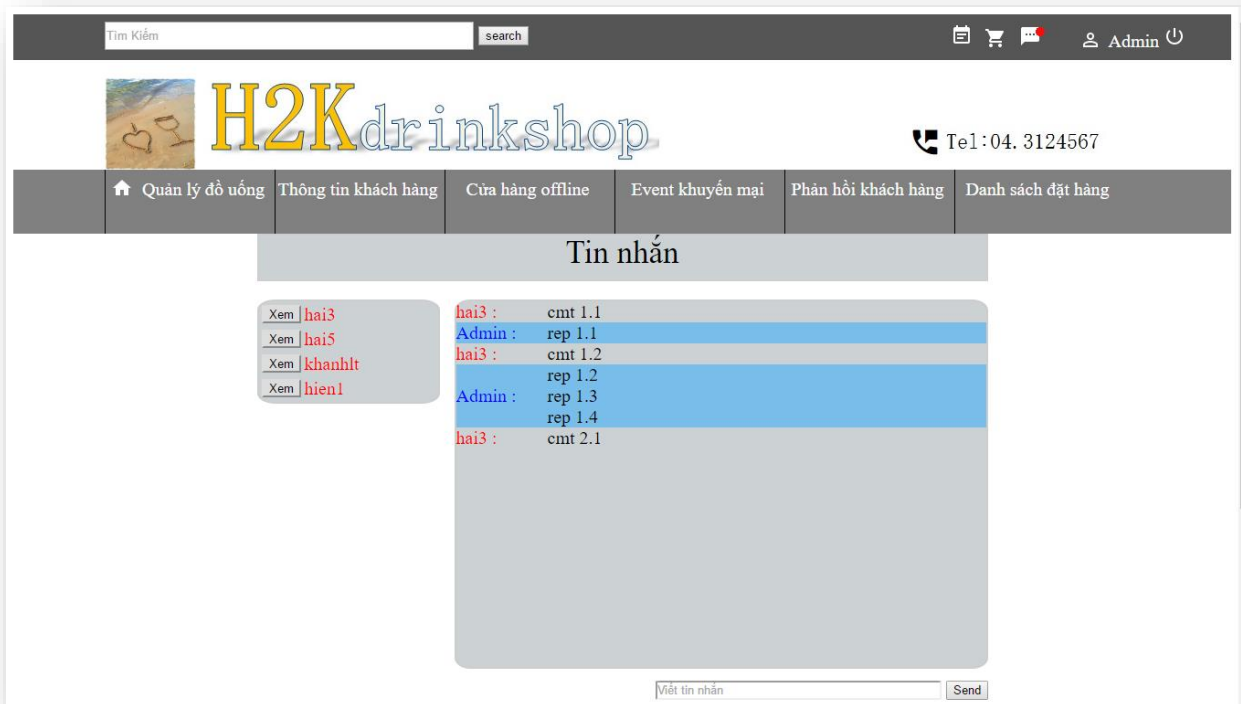 Tìm Kiếm search Admin
H2Kdrinkshop
Tel:04. 3124567
Quản lý đồ uống Thông tin khách hàng Cửa hàng offline Event khuyến mại Phản hồi khách hàng Danh sách đặt hàng
Tin nhắn
Xem hai3
Xem hai5
Xem khanhlt
Xem hien1
hai3 : cmt 1.1
Admin : rep 1.1
hai3 : cmt 1.2
rep 1.2
Admin : rep 1.3
rep 1.4
hai3 : cmt 2.1
Viết tin nhắn Send